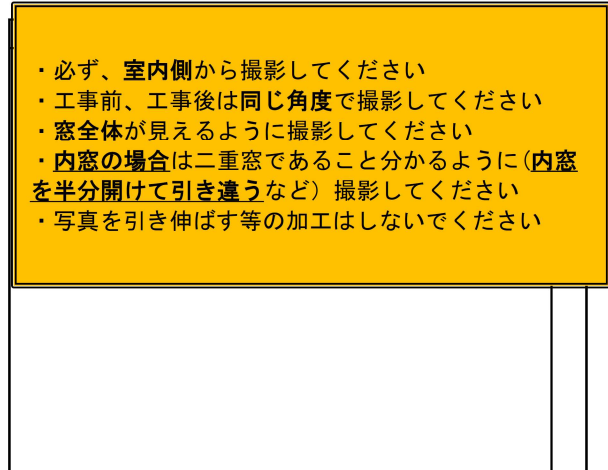 ・必ず、室内側から撮影してください
・工事前、工事後は同じ角度で撮影してください
・窓全体が見えるように撮影してください
・内窓の場合は二重窓であること分かるように(内窓
を半分開けて引き違うなど）撮影してください
・写真を引き伸ばす等の加工はしないでください